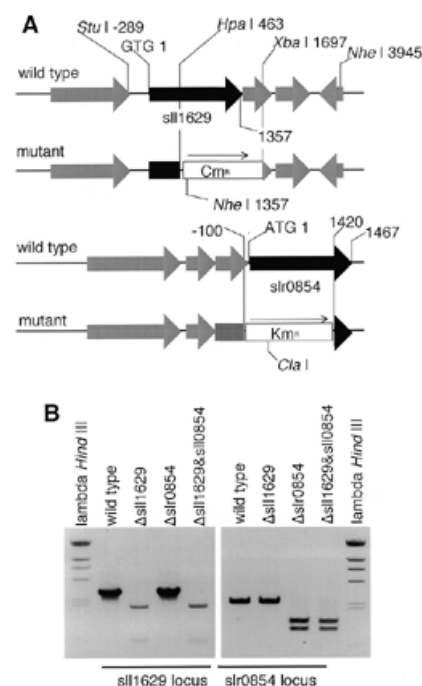 A
Stu I -289
Hpa I 463
GTG 1
Xba I 1697
Nhe I 3945
wild type
sll1629
1357
mutant
Cmᴿ
Nhe I 1357
-100
ATG 1
1420
1467
wild type
slr0854
mutant
Kmᴿ
Cla I
B
lambda Hind III
wild type
Δsll1629
Δslr0854
Δsll1629&sll0854
wild type
Δsll1629
Δslr0854
Δsll1629&sll0854
lambda Hind III
sll1629 locus
slr0854 locus